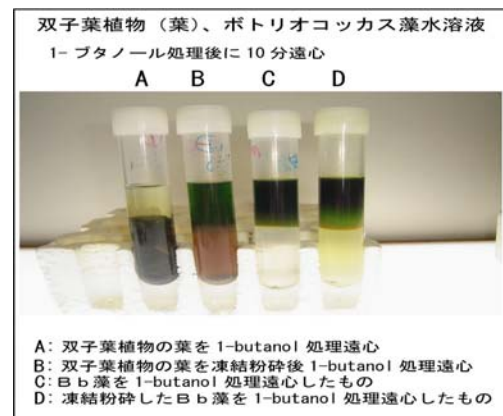 双子葉植物（葉）、ボトリオコッカス藻水溶液
1-ブタノール処理後に10分遠心
A B C D
A: 双子葉植物の葉を1-butanol処理遠心
B: 双子葉植物の葉を凍結粉砕後1-butanol処理遠心
C: Bb藻を1-butanol処理遠心したもの
D: 凍結粉砕したBb藻を1-butanol処理遠心したもの